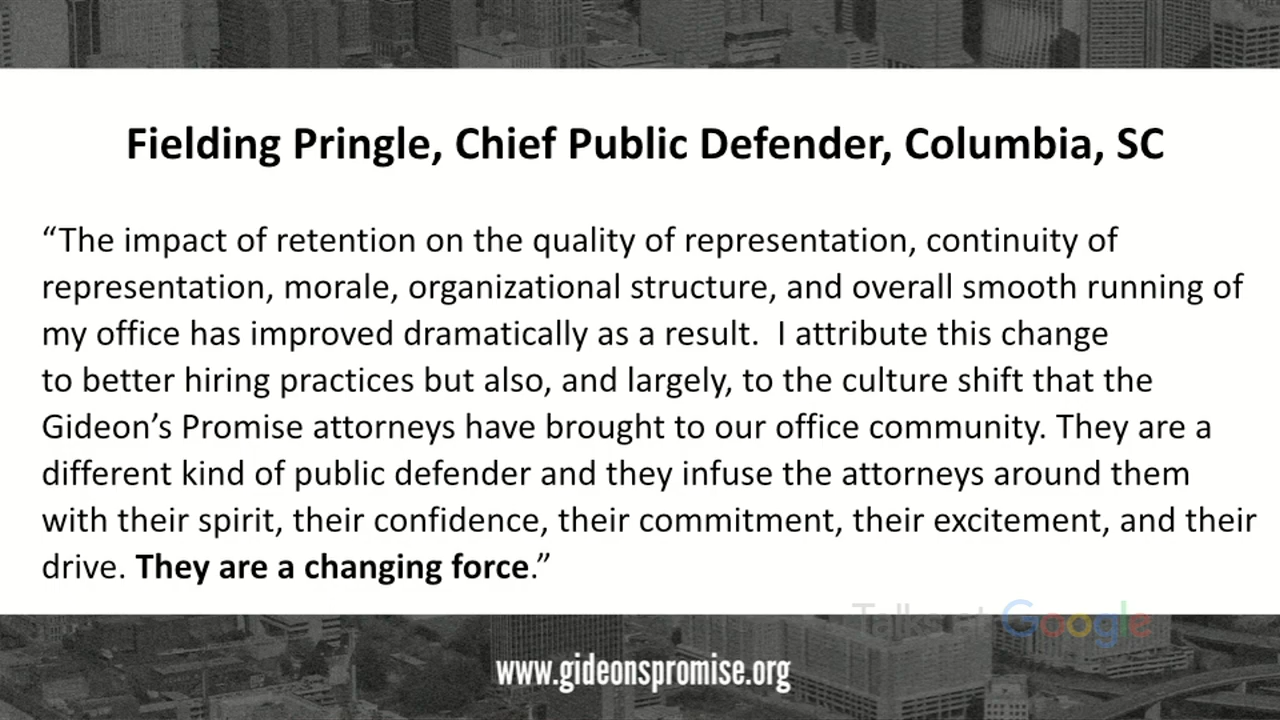 Fielding Pringle, Chief Public Defender, Columbia, SC
“The impact of retention on the quality of representation, continuity of
representation, morale, organizational structure, and overall smooth running of
my office has improved dramatically as a result.  I attribute this change
to better hiring practices but also, and largely, to the culture shift that the
Gideon’s Promise attorneys have brought to our office community. They are a
different kind of public defender and they infuse the attorneys around them
with their spirit, their confidence, their commitment, their excitement, and their
drive. They are a changing force.”
Talks at Google
www.gideonspromise.org